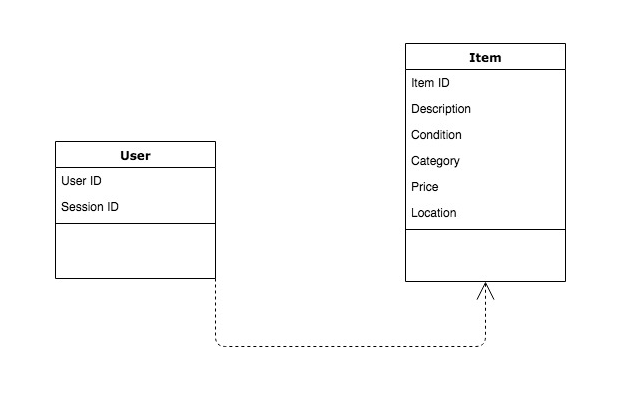 User
User ID
Session ID
Item
Item ID
Description
Condition
Category
Price
Location